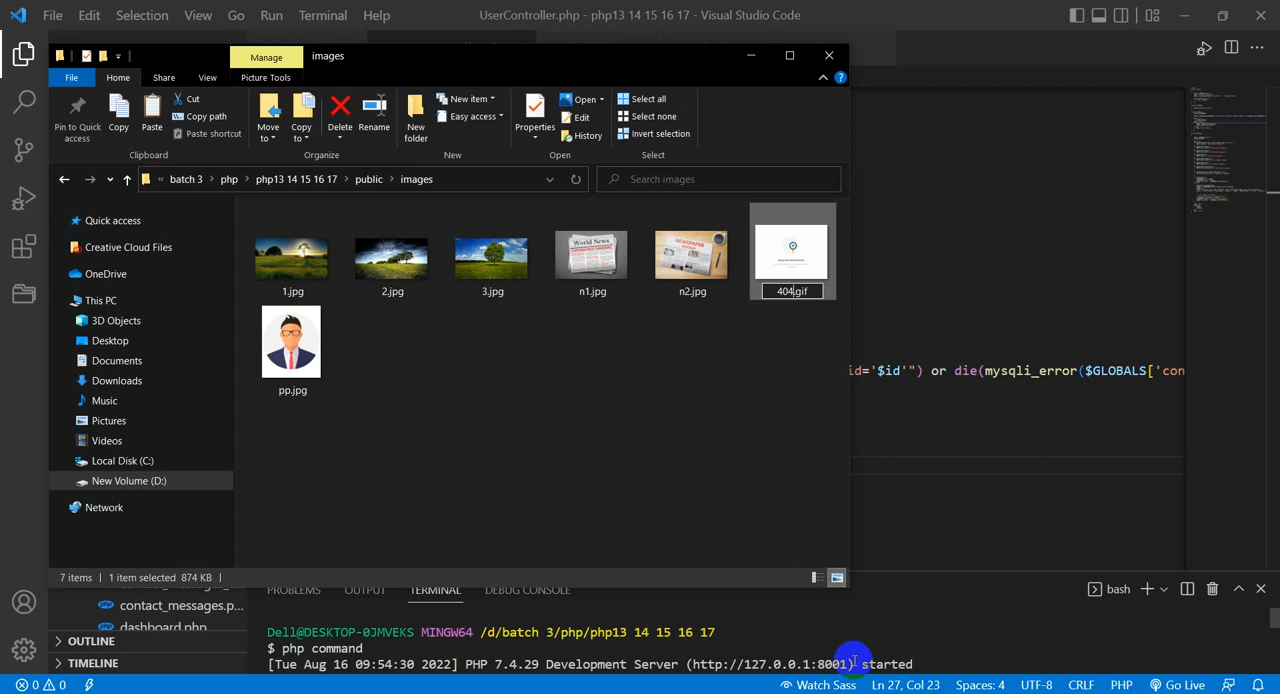 File Edit Selection View Go Run Terminal Help UserController.php - php13 14 15 16 17 - Visual Studio Code
Manage images
File Home Share View Picture Tools
Pin to Quick access
Copy
Paste
Cut
Copy path
Paste shortcut
Move to
Copy to
Delete
Rename
New folder
New item
Easy access
Properties
Open
Edit
History
Select all
Select none
Invert selection
Clipboard Organize New Open Select
« batch 3 > php > php13 14 15 16 17 > public > images Search images
Quick access
Creative Cloud Files
OneDrive
This PC
3D Objects
Desktop
Documents
Downloads
Music
Pictures
Videos
Local Disk (C:)
New Volume (D:)
Network
World News
NEWSPAPER
1.jpg 2.jpg 3.jpg n1.jpg n2.jpg 404.gif
pp.jpg
id='$id'") or die(mysqli_error($GLOBALS['con
7 items 1 item selected 874 KB
contact_messages.p...
dashboard.php
OUTLINE
TIMELINE
PROBLEMS OUTPUT TERMINAL DEBUG CONSOLE bash
Dell@DESKTOP-0JMVEKS MINGW64 /d/batch 3/php/php13 14 15 16 17
$ php command
[Tue Aug 16 09:54:30 2022] PHP 7.4.29 Development Server (http://127.0.0.1:8001) started
0 0 Watch Sass Ln 27, Col 23 Spaces: 4 UTF-8 CRLF PHP Go Live